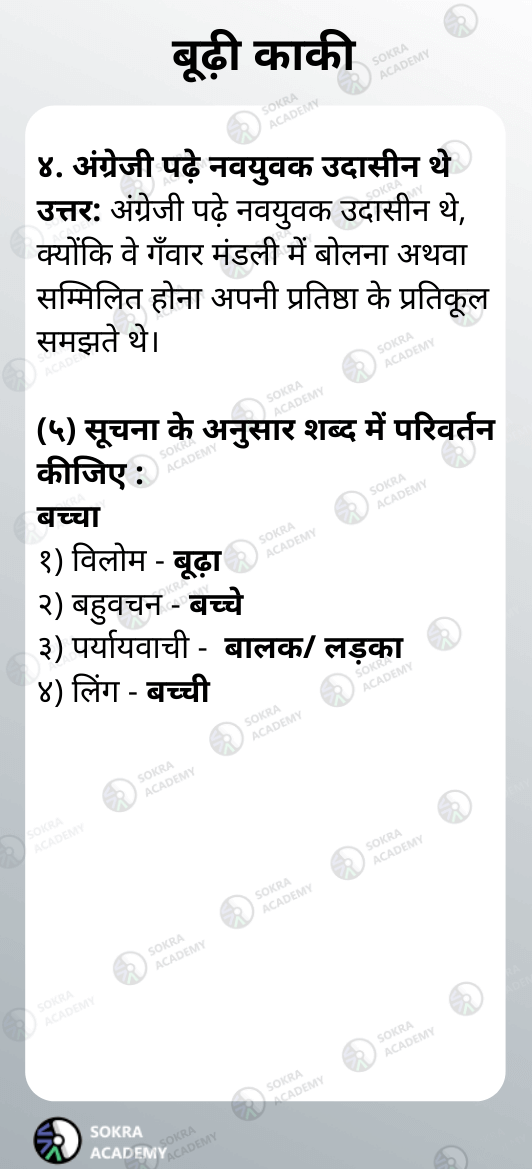 बूढ़ी काकी
४. अंग्रेजी पढ़े नवयुवक उदासीन थे
उत्तर: अंग्रेजी पढ़े नवयुवक उदासीन थे,
क्योंकि वे गँवार मंडली में बोलना अथवा
सम्मिलित होना अपनी प्रतिष्ठा के प्रतिकूल
समझते थे।
(५) सूचना के अनुसार शब्द में परिवर्तन
कीजिए :
बच्चा
१) विलोम - बूढ़ा
२) बहुवचन - बच्चे
३) पर्यायवाची - बालक/ लड़का
४) लिंग - बच्ची
SOKRA
ACADEMY